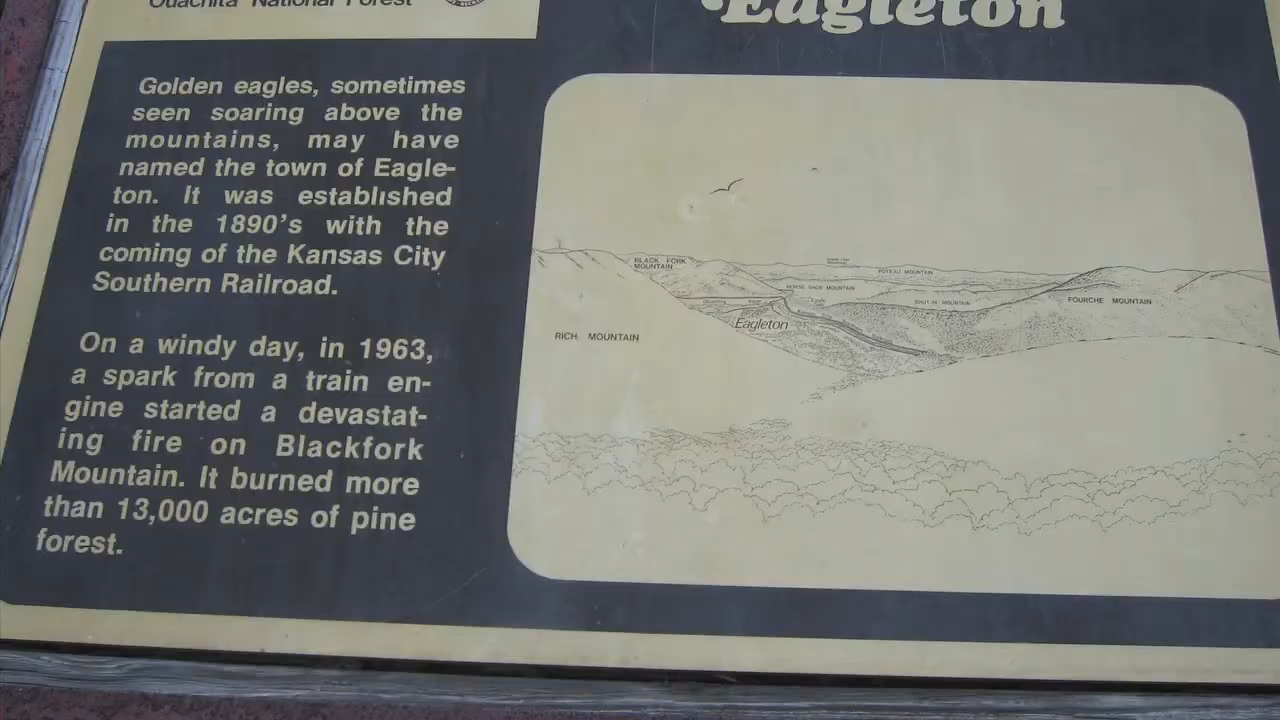 Ouachita National Forest
Eagleton
Golden eagles, sometimes
seen soaring above the
mountains, may have
named the town of Eagle-
ton. It was established
in the 1890's with the
coming of the Kansas City
Southern Railroad.
On a windy day, in 1963,
a spark from a train en-
gine started a devastat-
ing fire on Blackfork
Mountain. It burned more
than 13,000 acres of pine
forest.
BLACK FORK
MOUNTAIN
POTEAU MOUNTAIN
HORSE SHOE MOUNTAIN
SHUT-IN MOUNTAIN
FOURCHE MOUNTAIN
Eagleton
RICH MOUNTAIN